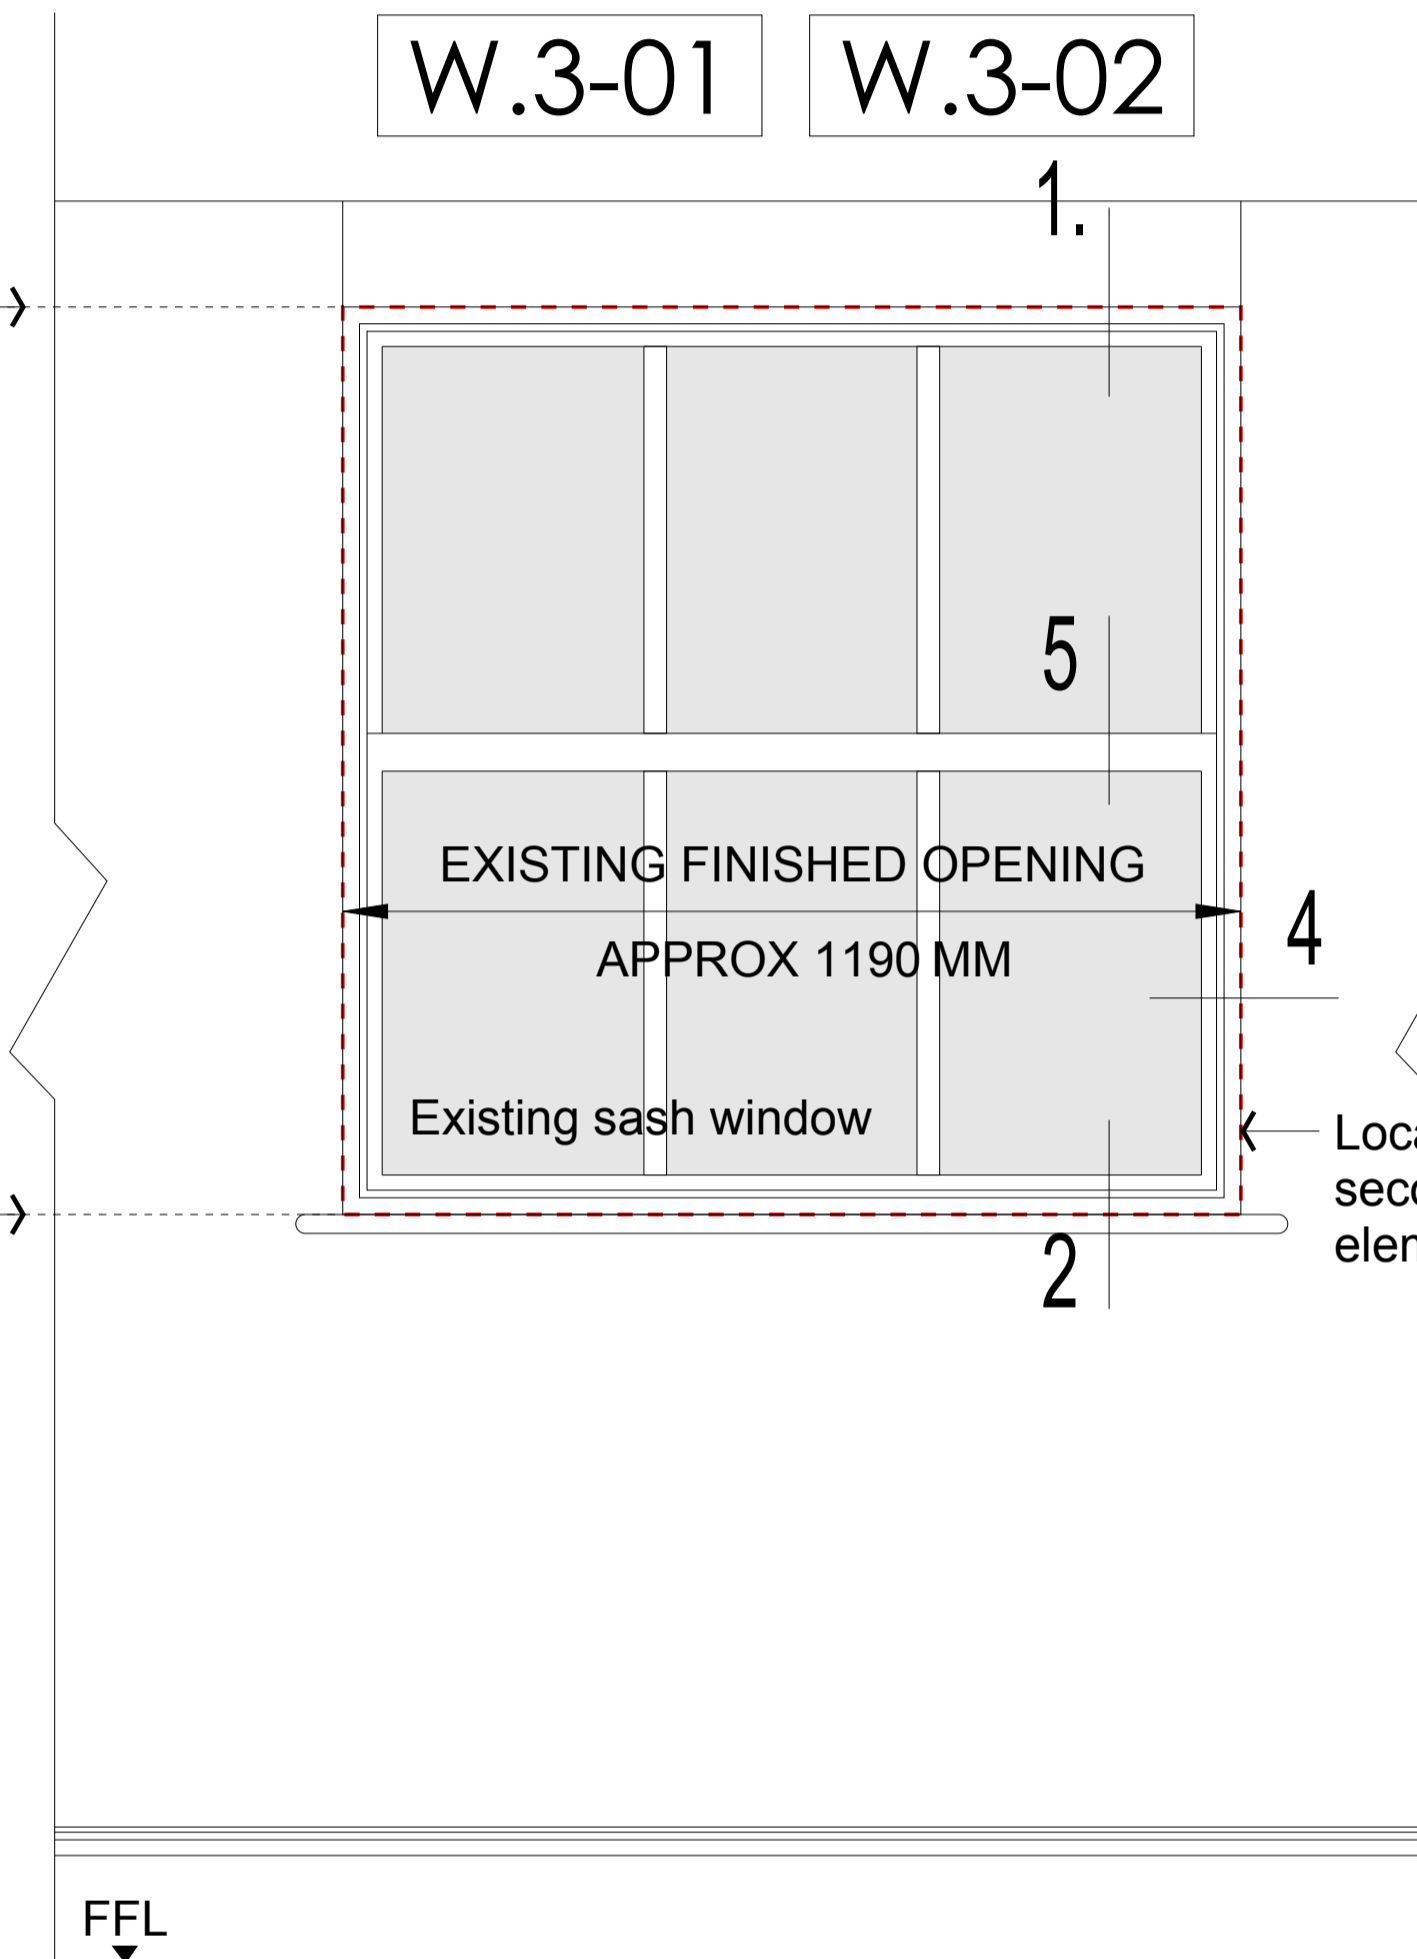 W.3-01 W.3-02
1.
5
EXISTING FINISHED OPENING
4
APPROX 1190 MM
Existing sash window
2
FFL